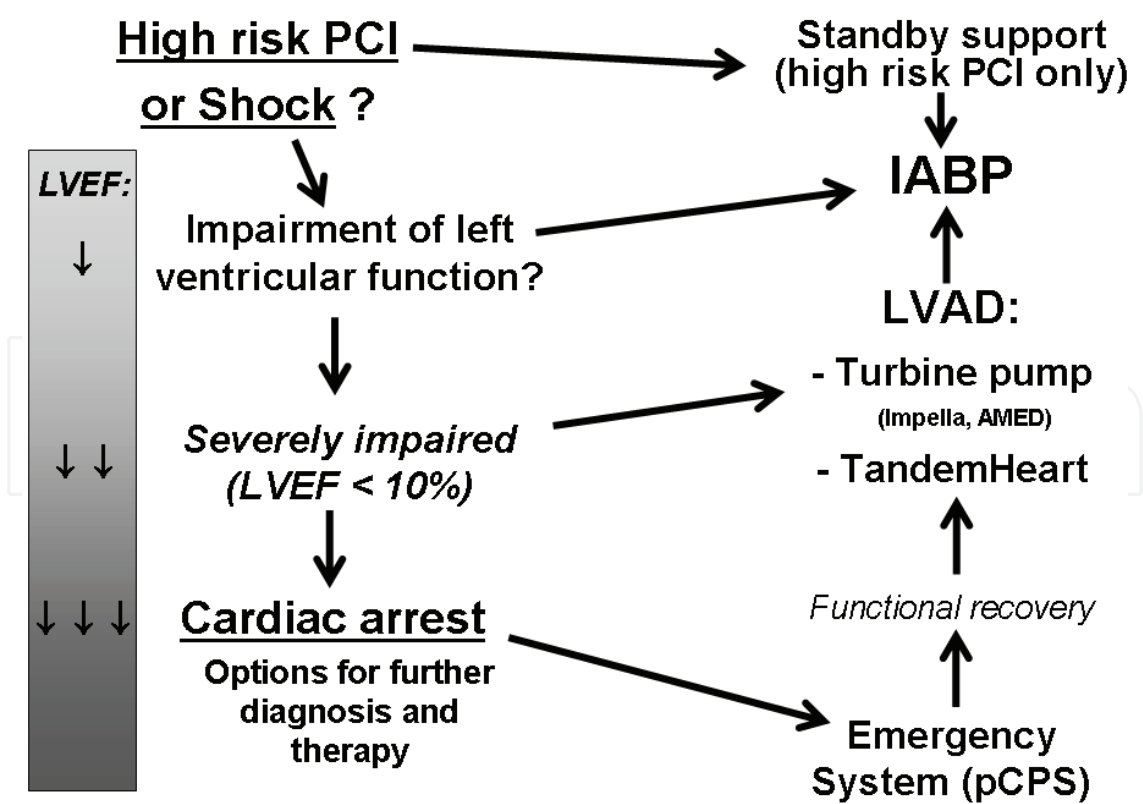 High risk PCI
or Shock ?
Standby support
(high risk PCI only)
IABP
LVEF:
↓
Impairment of left
ventricular function?
LVAD:
- Turbine pump
(Impella, AMED)
- TandemHeart
↓ ↓
Severely impaired
(LVEF < 10%)
↓ ↓ ↓
Cardiac arrest
Options for further
diagnosis and
therapy
Functional recovery
Emergency
System (pCPS)